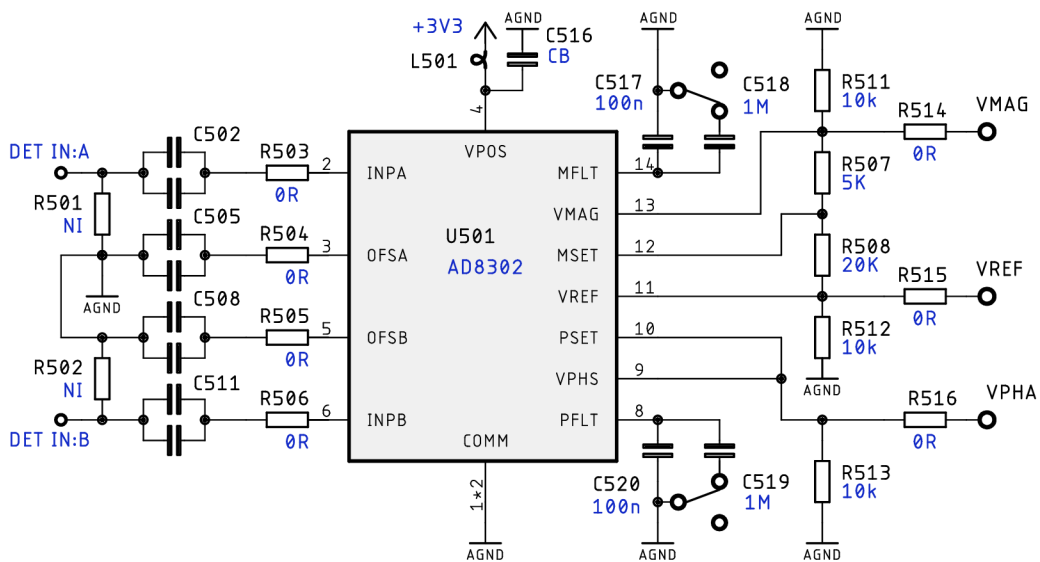 +3V3
AGND
C516
CB
L501
4
AGND
C517
100n
C518
1M
AGND
R511
10k
R514
0R
VMAG
DET IN:A
C502
R503
0R
2
INPA
VPOS
MFLT
14
R501
NI
C505
R504
0R
3
OFSA
U501
AD8302
VMAG
13
MSET
12
R507
5K
R508
20K
AGND
C508
R505
0R
5
OFSB
VREF
11
PSET
10
R515
0R
VREF
R512
10k
AGND
R502
NI
C511
R506
0R
6
INPB
VPHS
9
PFLT
8
COMM
DET IN:B
R516
0R
VPHA
1*2
AGND
C520
100n
C519
1M
AGND
R513
10k
AGND